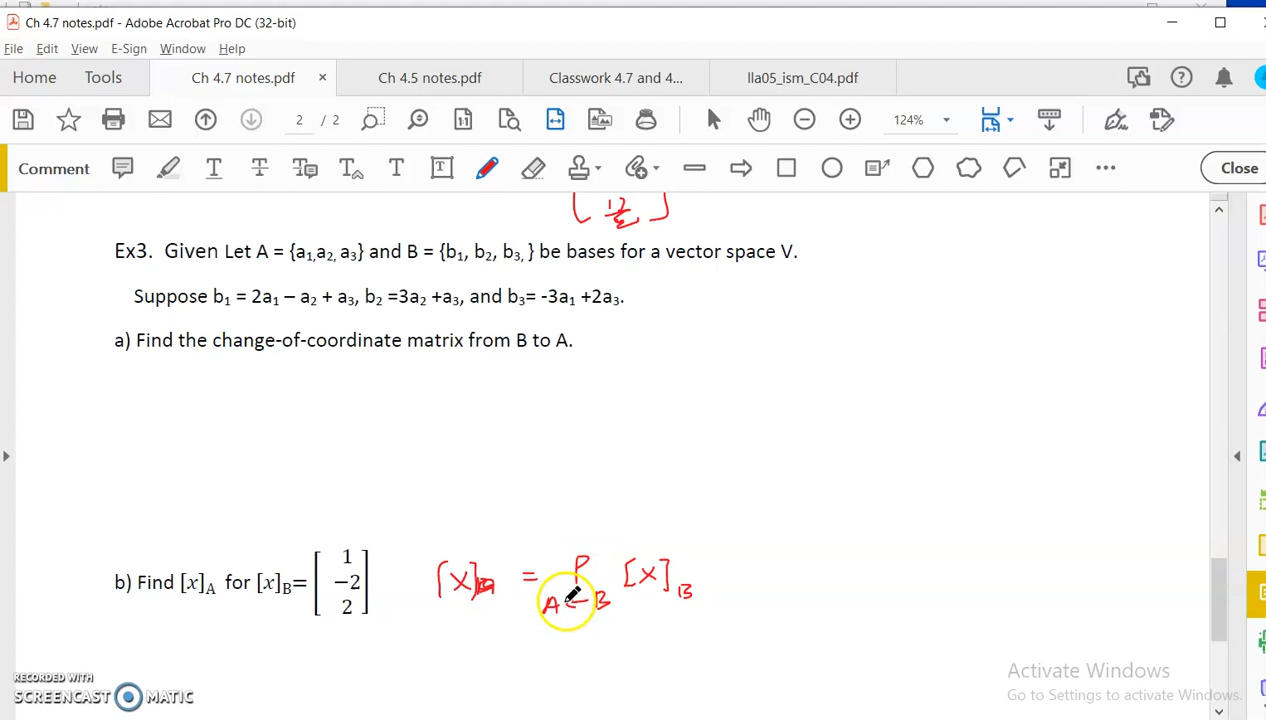 Ch 4.7 notes.pdf - Adobe Acrobat Pro DC (32-bit)
File Edit View E-Sign Window Help
Home Tools Ch 4.7 notes.pdf × Ch 4.5 notes.pdf Classwork 4.7 and 4... lla05_ism_C04.pdf
2 / 2 124%
Comment Close
Ex3. Given Let A = {a₁,a₂, a₃} and B = {b₁, b₂, b₃, } be bases for a vector space V.
Suppose b₁ = 2a₁ – a₂ + a₃, b₂ =3a₂ +a₃, and b₃= -3a₁ +2a₃.
a) Find the change-of-coordinate matrix from B to A.
b) Find [x]A for [x]B= [ 1 −2 2 ] [x] = P A←B [x]B
RECORDED WITH
SCREENCAST MATIC
Activate Windows
Go to Settings to activate Windows.